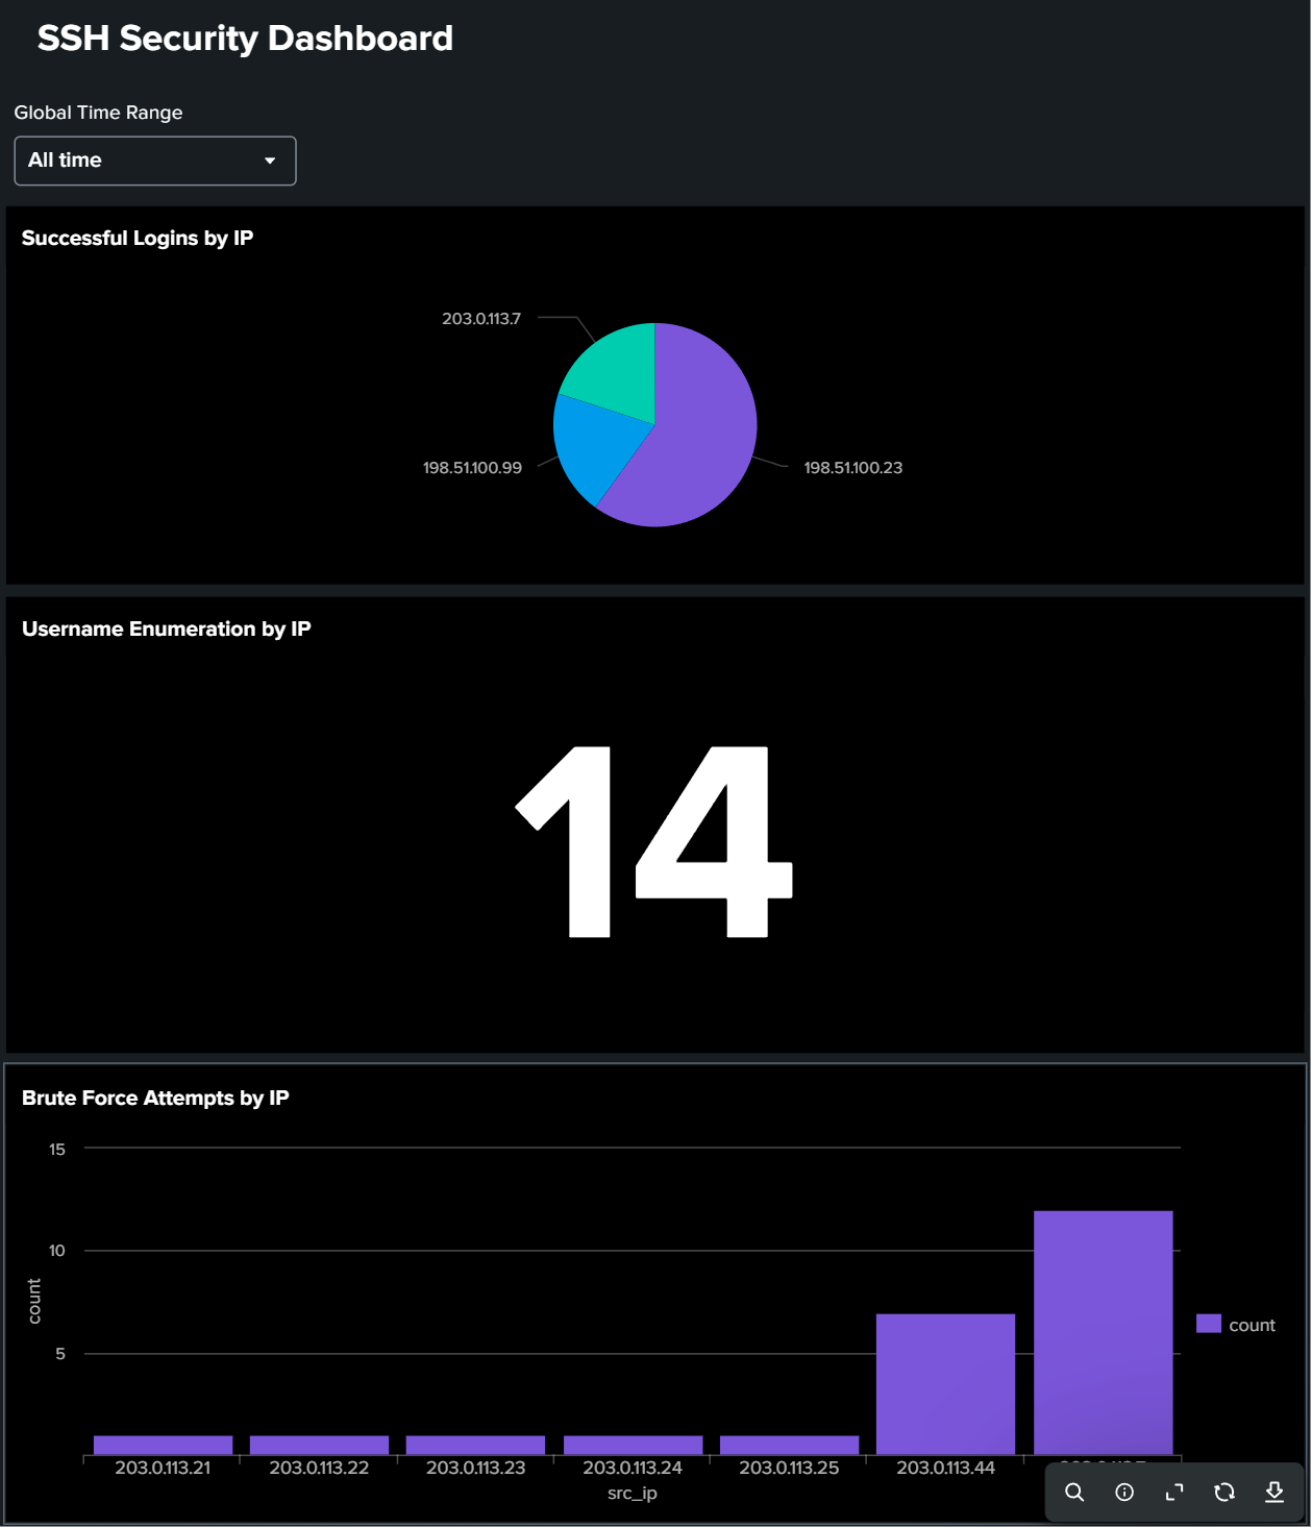 SSH Security Dashboard
Global Time Range
All time
Successful Logins by IP
203.0.113.7
198.51.100.99
198.51.100.23
Username Enumeration by IP
14
Brute Force Attempts by IP
15
10
5
count
count
203.0.113.21 203.0.113.22 203.0.113.23 203.0.113.24 203.0.113.25 203.0.113.44
src_ip